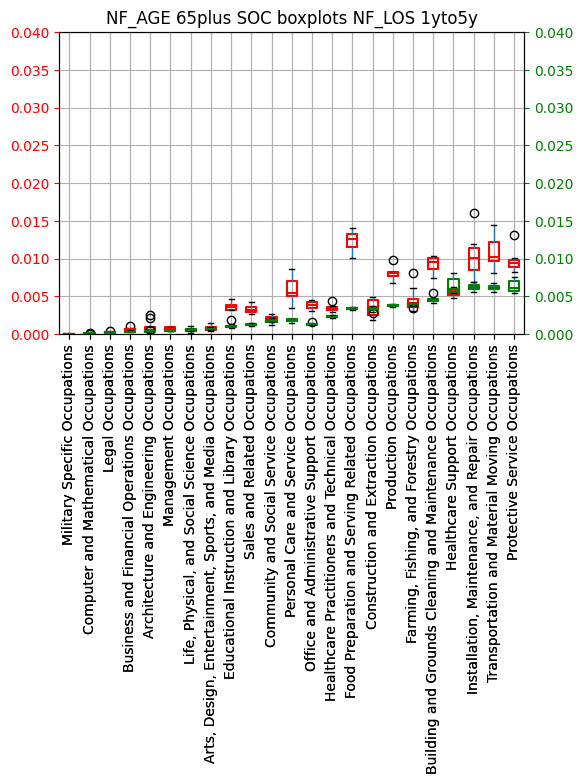 NF_AGE 65plus SOC boxplots NF_LOS 1yto5y
0.040
0.035
0.030
0.025
0.020
0.015
0.010
0.005
0.000
0.040
0.035
0.030
0.025
0.020
0.015
0.010
0.005
0.000
Military Specific Occupations
Computer and Mathematical Occupations
Legal Occupations
Business and Financial Operations Occupations
Architecture and Engineering Occupations
Management Occupations
Life, Physical, and Social Science Occupations
Arts, Design, Entertainment, Sports, and Media Occupations
Educational Instruction and Library Occupations
Sales and Related Occupations
Community and Social Service Occupations
Personal Care and Service Occupations
Office and Administrative Support Occupations
Healthcare Practitioners and Technical Occupations
Food Preparation and Serving Related Occupations
Construction and Extraction Occupations
Production Occupations
Farming, Fishing, and Forestry Occupations
Building and Grounds Cleaning and Maintenance Occupations
Healthcare Support Occupations
Installation, Maintenance, and Repair Occupations
Transportation and Material Moving Occupations
Protective Service Occupations